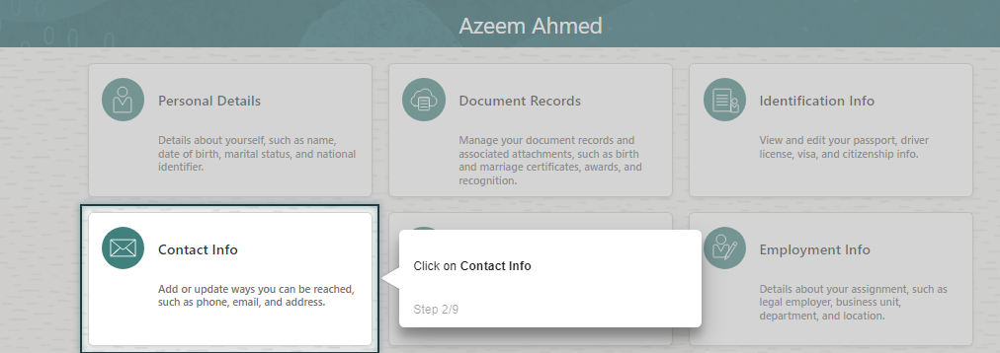 Azeem Ahmed
Personal Details
Details about yourself, such as name,
date of birth, marital status, and national
identifier.
Document Records
Manage your document records and
associated attachments, such as birth
and marriage certificates, awards, and
recognition.
Identification Info
View and edit your passport, driver
license, visa, and citizenship info.
Contact Info
Add or update ways you can be reached,
such as phone, email, and address.
Click on Contact Info
Step 2/9
Employment Info
Details about your assignment, such as
legal employer, business unit,
department, and location.